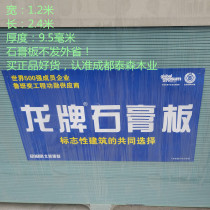 宽：1.2米
长：2.4米
厚度：9.5毫米
石膏板不发外省！
买正品好货，认准成都泰森木业
世界500强成员企业
鲁班奖工程功勋供应商
龙牌石膏板
标志性建筑的共同选择